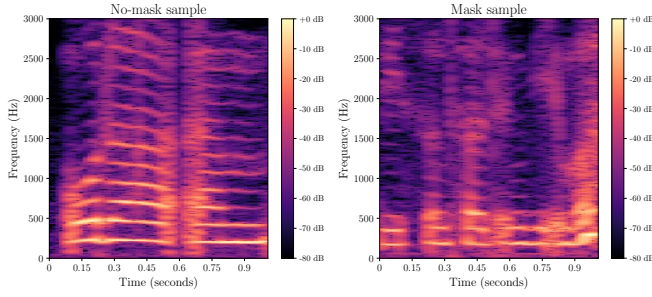 No-mask sample
3000
2500
2000
1500
1000
500
0
Frequency (Hz)
0 0.15 0.3 0.45 0.6 0.75 0.9
Time (seconds)
+0 dB
-10 dB
-20 dB
-30 dB
-40 dB
-50 dB
-60 dB
-70 dB
-80 dB
Mask sample
3000
2500
2000
1500
1000
500
0
Frequency (Hz)
0 0.15 0.3 0.45 0.6 0.75 0.9
Time (seconds)
+0 dB
-10 dB
-20 dB
-30 dB
-40 dB
-50 dB
-60 dB
-70 dB
-80 dB